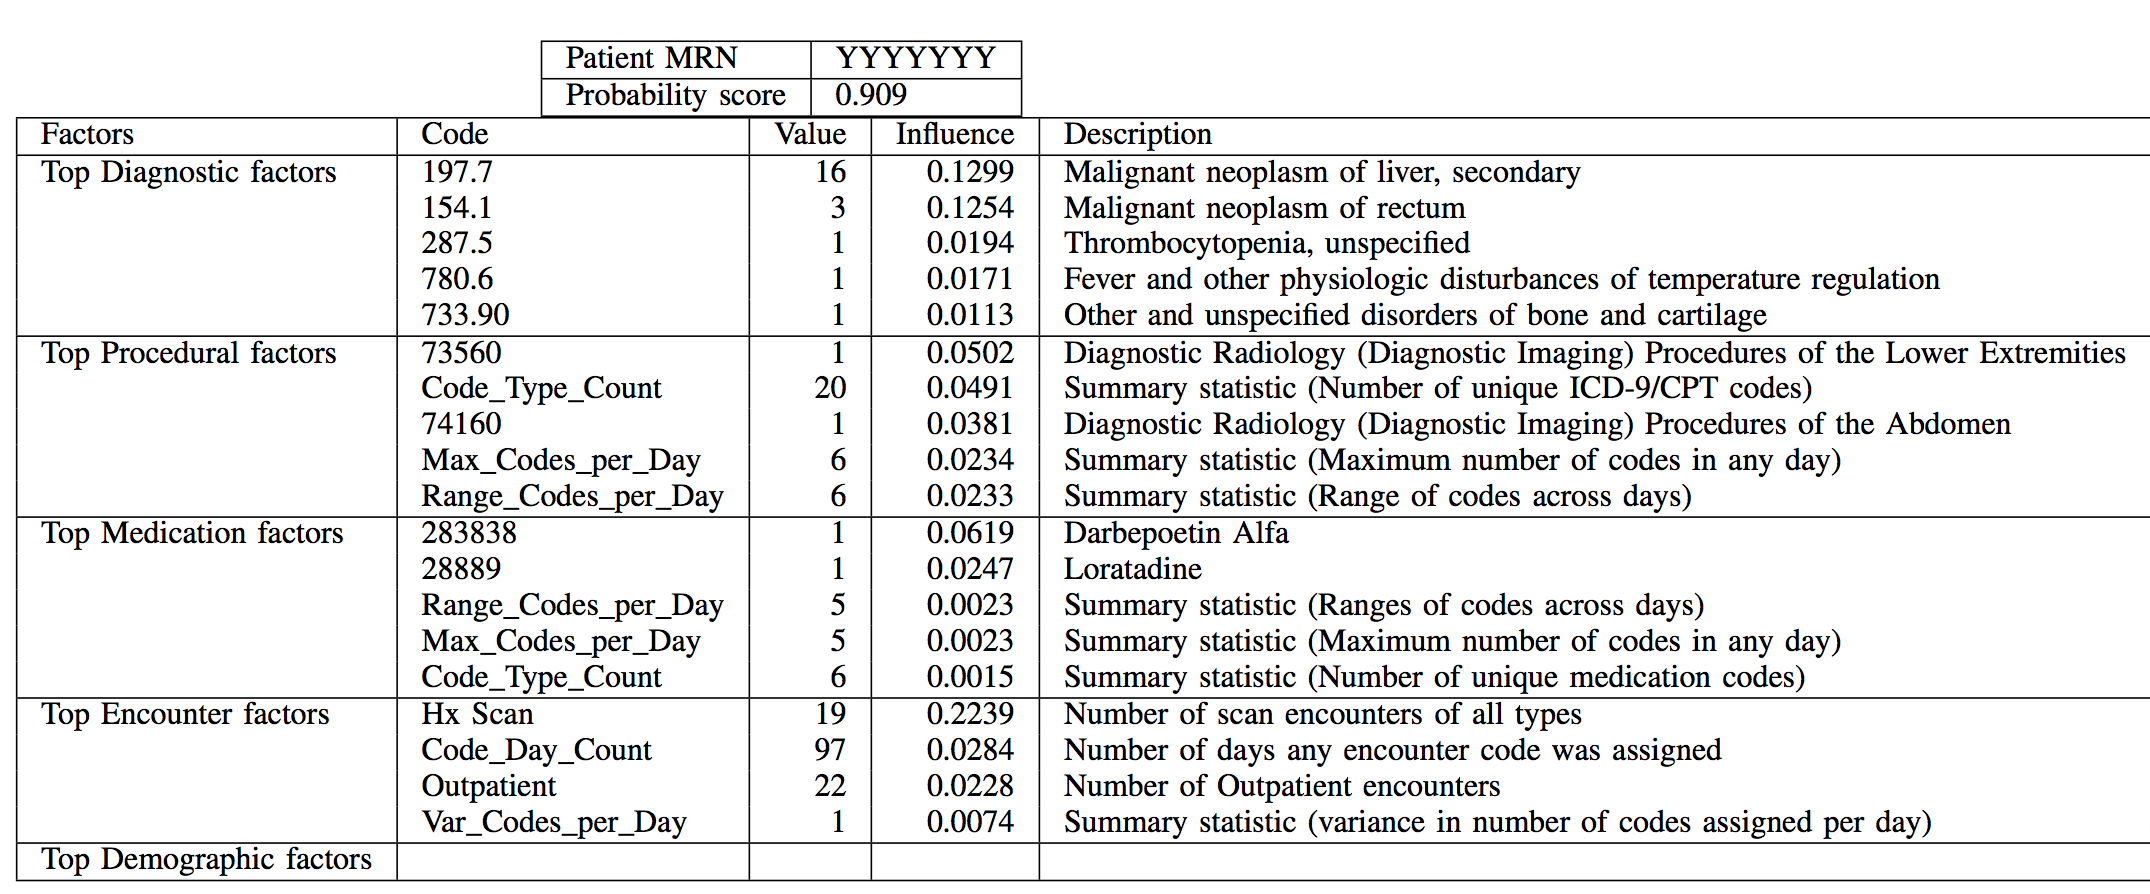 Patient MRN YYYYYYY
Probability score 0.909
Factors Code Value Influence Description
Top Diagnostic factors 197.7 16 0.1299 Malignant neoplasm of liver, secondary
154.1 3 0.1254 Malignant neoplasm of rectum
287.5 1 0.0194 Thrombocytopenia, unspecified
780.6 1 0.0171 Fever and other physiologic disturbances of temperature regulation
733.90 1 0.0113 Other and unspecified disorders of bone and cartilage
Top Procedural factors 73560 1 0.0502 Diagnostic Radiology (Diagnostic Imaging) Procedures of the Lower Extremities
Code_Type_Count 20 0.0491 Summary statistic (Number of unique ICD-9/CPT codes)
74160 1 0.0381 Diagnostic Radiology (Diagnostic Imaging) Procedures of the Abdomen
Max_Codes_per_Day 6 0.0234 Summary statistic (Maximum number of codes in any day)
Range_Codes_per_Day 6 0.0233 Summary statistic (Range of codes across days)
Top Medication factors 283838 1 0.0619 Darbepoetin Alfa
28889 1 0.0247 Loratadine
Range_Codes_per_Day 5 0.0023 Summary statistic (Ranges of codes across days)
Max_Codes_per_Day 5 0.0023 Summary statistic (Maximum number of codes in any day)
Code_Type_Count 6 0.0015 Summary statistic (Number of unique medication codes)
Top Encounter factors Hx Scan 19 0.2239 Number of scan encounters of all types
Code_Day_Count 97 0.0284 Number of days any encounter code was assigned
Outpatient 22 0.0228 Number of Outpatient encounters
Var_Codes_per_Day 1 0.0074 Summary statistic (variance in number of codes assigned per day)
Top Demographic factors